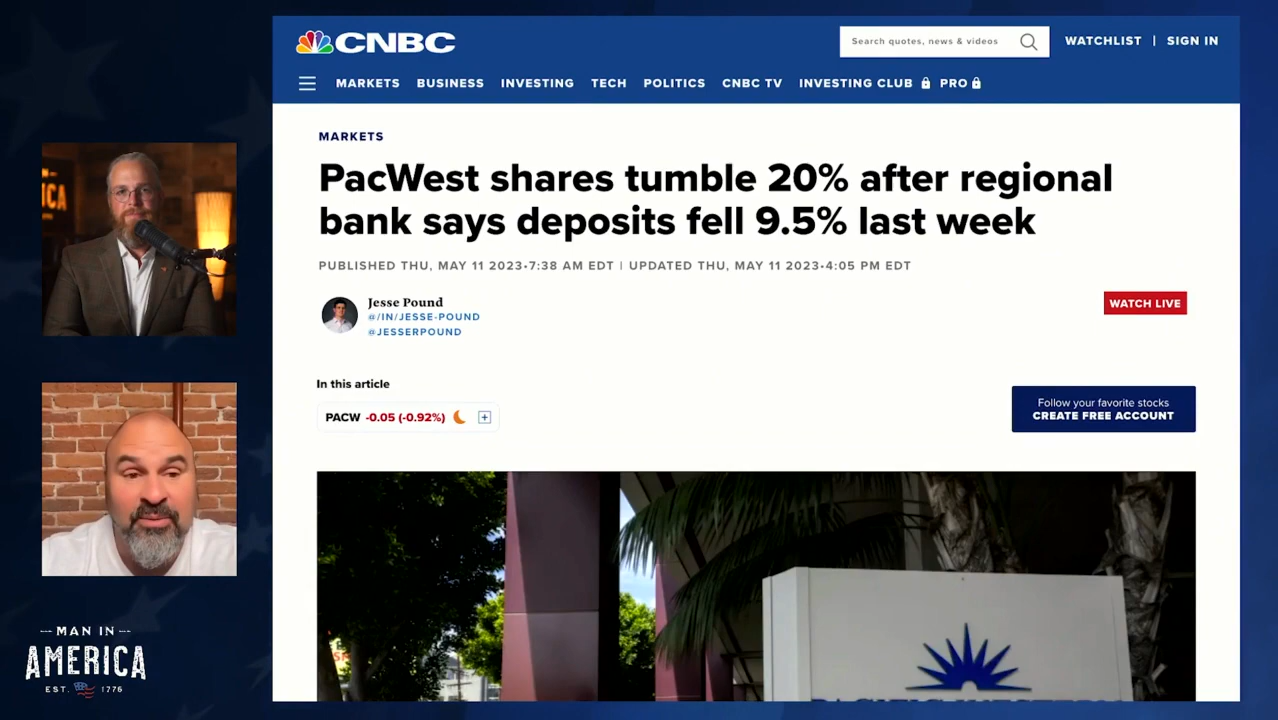 CNBC
Search quotes, news & videos
WATCHLIST | SIGN IN
MARKETS BUSINESS INVESTING TECH POLITICS CNBC TV INVESTING CLUB PRO
MARKETS
PacWest shares tumble 20% after regional
bank says deposits fell 9.5% last week
PUBLISHED THU, MAY 11 2023•7:38 AM EDT | UPDATED THU, MAY 11 2023•4:05 PM EDT
Jesse Pound
@/IN/JESSE-POUND
@JESSERPOUND
WATCH LIVE
In this article
PACW -0.05 (-0.92%)
Follow your favorite stocks
CREATE FREE ACCOUNT
MAN IN
AMERICA
EST. 1776